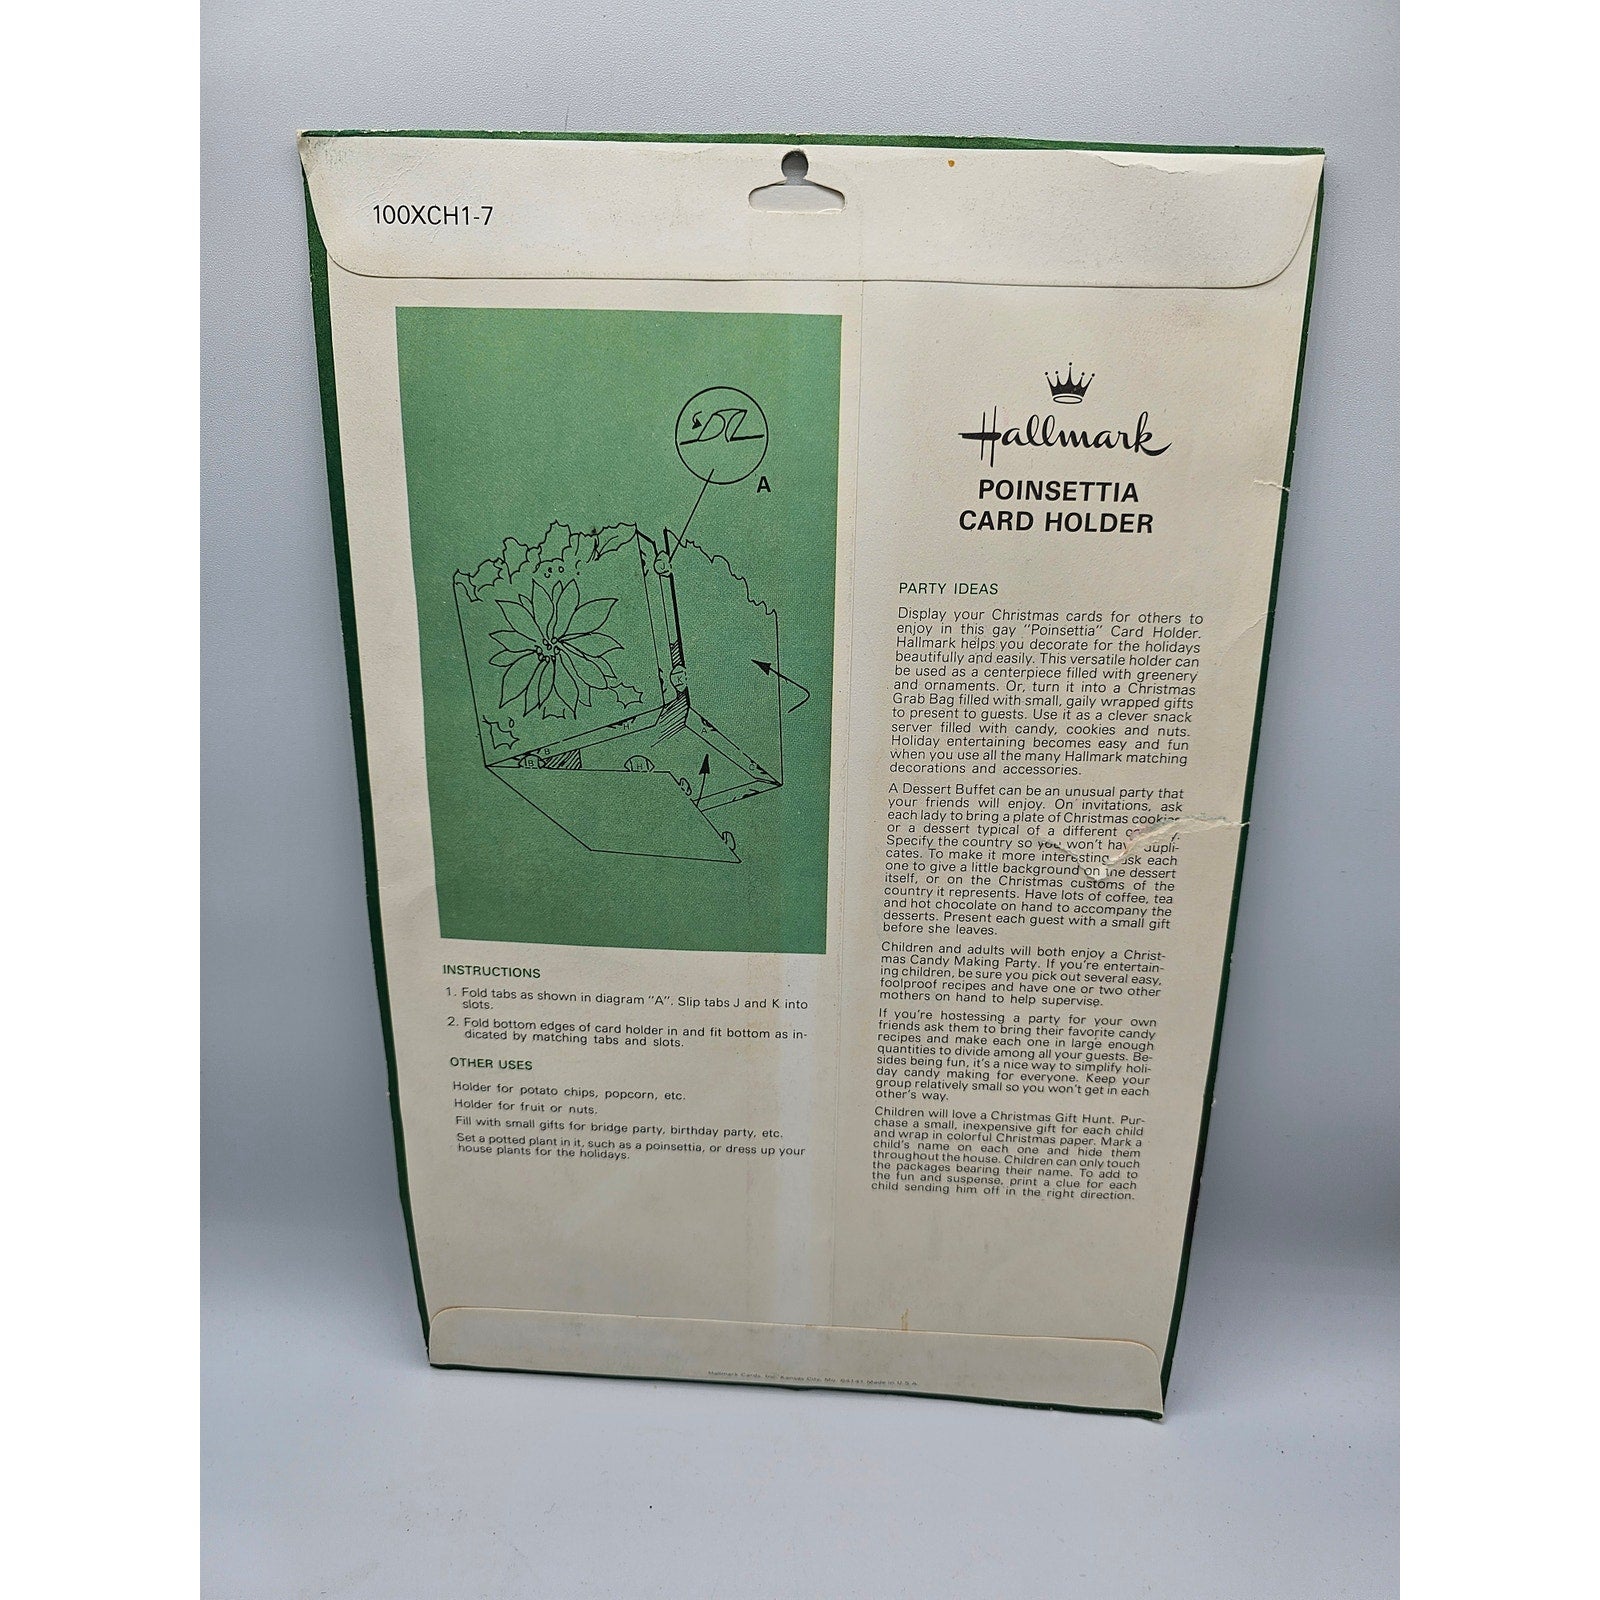 100XCH1-7
A
K
H
A
B
B
H
C
INSTRUCTIONS
1. Fold tabs as shown in diagram "A". Slip tabs J and K into
slots.
2. Fold bottom edges of card holder in and fit bottom as in-
dicated by matching tabs and slots.
OTHER USES
Holder for potato chips, popcorn, etc.
Holder for fruit or nuts.
Fill with small gifts for bridge party, birthday party, etc.
Set a potted plant in it, such as a poinsettia, or dress up your
house plants for the holidays.
Hallmark
POINSETTIA
CARD HOLDER
PARTY IDEAS
Display your Christmas cards for others to
enjoy in this gay "Poinsettia" Card Holder.
Hallmark helps you decorate for the holidays
beautifully and easily. This versatile holder can
be used as a centerpiece filled with greenery
and ornaments. Or, turn it into a Christmas
Grab Bag filled with small, gaily wrapped gifts
to present to guests. Use it as a clever snack
server filled with candy, cookies and nuts.
Holiday entertaining becomes easy and fun
when you use all the many Hallmark matching
decorations and accessories.
A Dessert Buffet can be an unusual party that
your friends will enjoy. On invitations, ask
each lady to bring a plate of Christmas cookies
or a dessert typical of a different
Specify the country so you won't have dupli-
cates. To make it more interesting ask each
one to give a little background on the dessert
itself, or on the Christmas customs of the
country it represents. Have lots of coffee, tea
and hot chocolate on hand to accompany the
desserts. Present each guest with a small gift
before she leaves.
Children and adults will both enjoy a Christ-
mas Candy Making Party. If you're entertain-
ing children, be sure you pick out several easy,
foolproof recipes and have one or two other
mothers on hand to help supervise.
If you're hostessing a party for your own
friends ask them to bring their favorite candy
recipes and make each one in large enough
quantities to divide among all your guests. Be-
sides being fun, it's a nice way to simplify holi-
day candy making for everyone. Keep your
group relatively small so you won't get in each
other's way.
Children will love a Christmas Gift Hunt. Pur-
chase a small, inexpensive gift for each child
and wrap in colorful Christmas paper. Mark a
child's name on each one and hide them
throughout the house. Children can only touch
the packages bearing their name. To add to
the fun and suspense, print a clue for each
child sending him off in the right direction.
Hallmark Cards, Inc. Kansas City, Mo. 64141 Made in U.S.A.